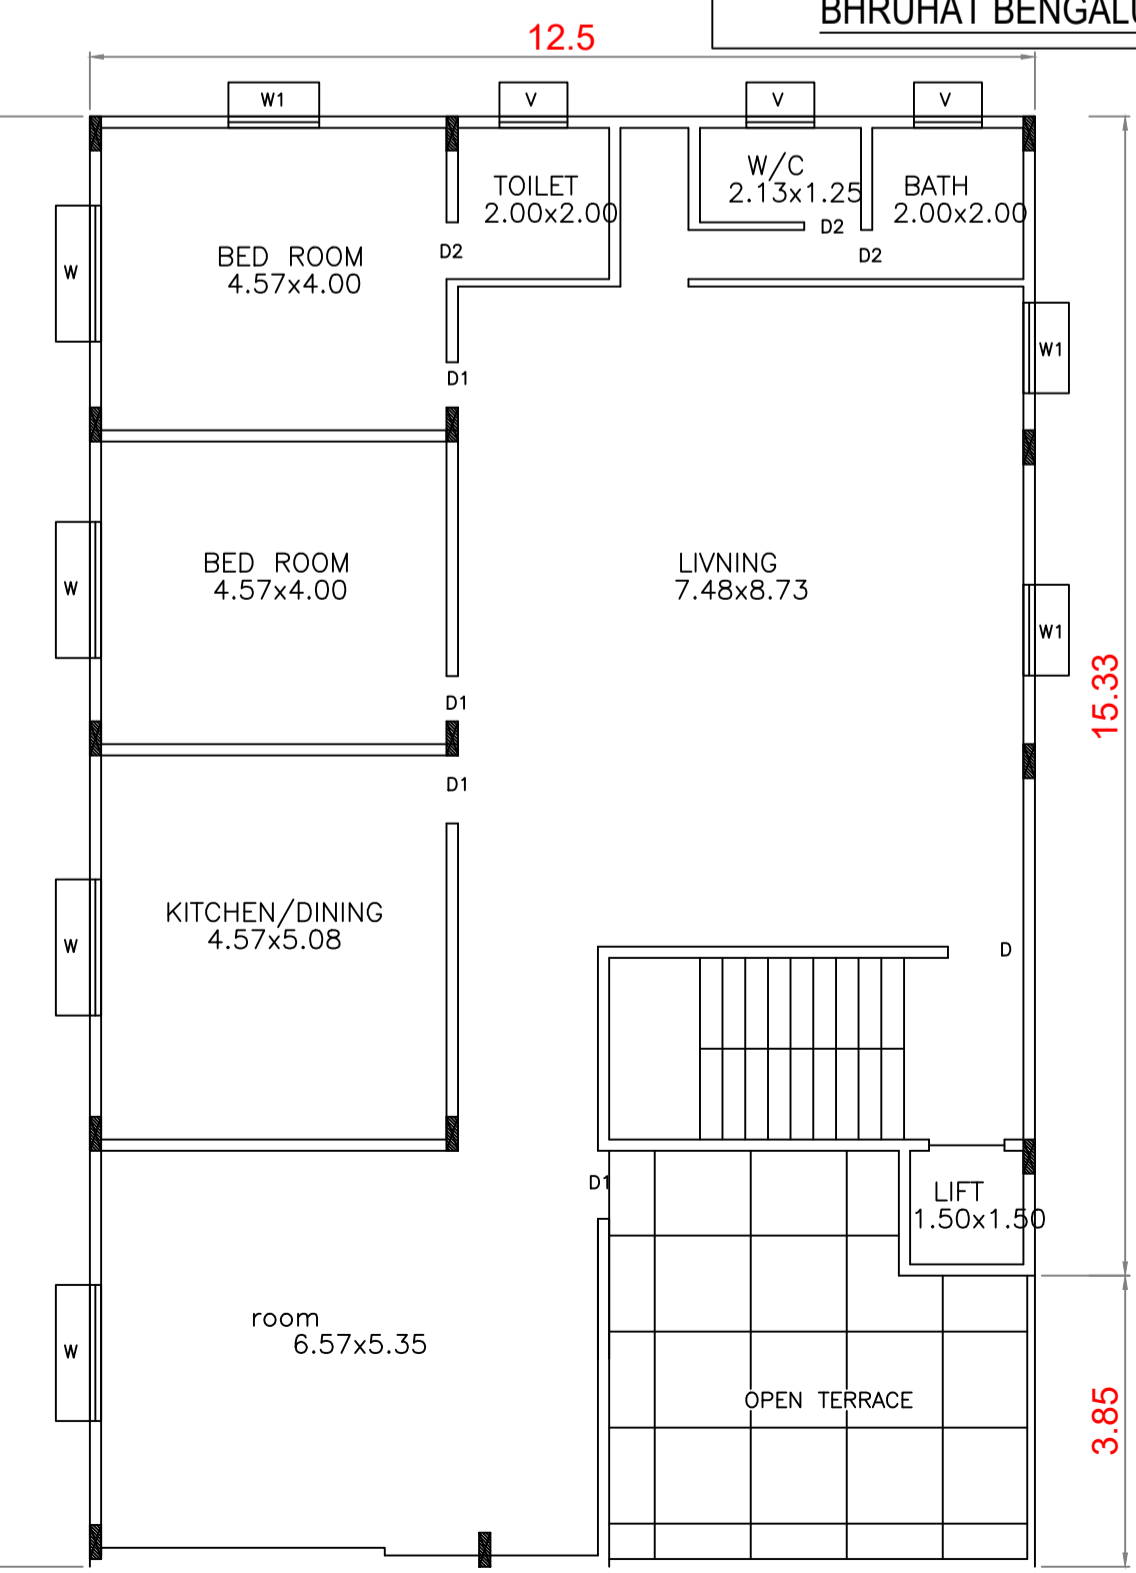 BHRUHAT BENGALU
12.5
W1
V
V
V
TOILET
2.00x2.00
W/C
2.13x1.25
BATH
2.00x2.00
D2
D2
D2
BED ROOM
4.57x4.00
W
W1
D1
BED ROOM
4.57x4.00
W
LIVNING
7.48x8.73
W1
15.33
D1
D1
KITCHEN/DINING
4.57x5.08
W
D
D1
LIFT
1.50x1.50
room
6.57x5.35
W
OPEN TERRACE
3.85